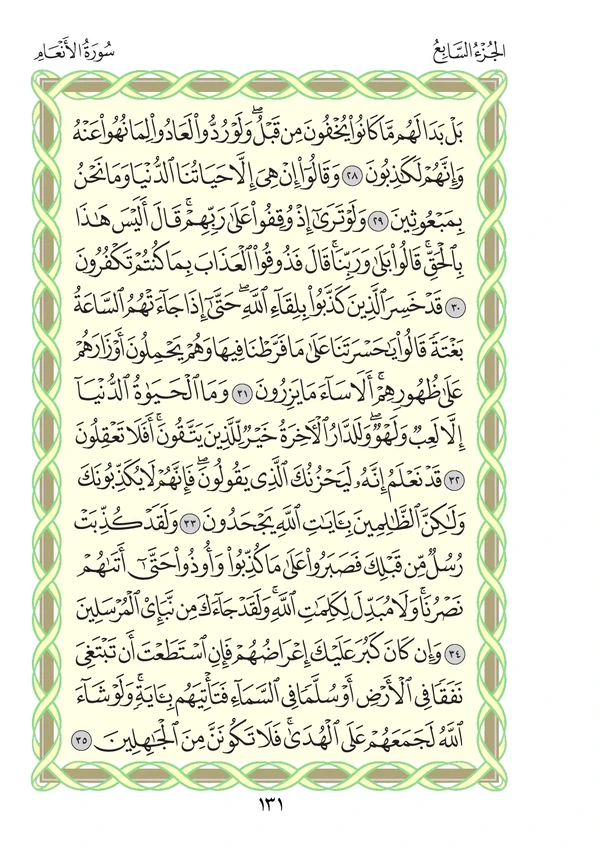 الجُزْءُ السَّابِعُ
سُورَةُ الأَنْعَامِ
بَلْ بَدَا لَهُم مَّا كَانُوا۟ يُخْفُونَ مِن قَبْلُ ۖ وَلَوْ رُدُّوا۟ لَعَادُوا۟ لِمَا نُهُوا۟ عَنْهُ
وَإِنَّهُمْ لَكَـٰذِبُونَ ٢٨ وَقَالُوٓا۟ إِنْ هِىَ إِلَّا حَيَاتُنَا ٱلدُّنْيَا وَمَا نَحْنُ
بِمَبْعُوثِينَ ٢٩ وَلَوْ تَرَىٰٓ إِذْ وُقِفُوا۟ عَلَىٰ رَبِّهِمْ ۚ قَالَ أَلَيْسَ هَـٰذَا
بِٱلْحَقِّ ۚ قَالُوا۟ بَلَىٰ وَرَبِّنَا ۚ قَالَ فَذُوقُوا۟ ٱلْعَذَابَ بِمَا كُنتُمْ تَكْفُرُونَ
٣٠ قَدْ خَسِرَ ٱلَّذِينَ كَذَّبُوا۟ بِلِقَآءِ ٱللَّهِ ۖ حَتَّىٰٓ إِذَا جَآءَتْهُمُ ٱلسَّاعَةُ
بَغْتَةً قَالُوا۟ يَـٰحَسْرَتَنَا عَلَىٰ مَا فَرَّطْنَا فِيهَا وَهُمْ يَحْمِلُونَ أَوْزَارَهُمْ
عَلَىٰ ظُهُورِهِمْ ۚ أَلَا سَآءَ مَا يَزِرُونَ ٣١ وَمَا ٱلْحَيَوٰةُ ٱلدُّنْيَآ
إِلَّا لَعِبٌ وَلَهْوٌ ۖ وَلَلدَّارُ ٱلْـَٔاخِرَةُ خَيْرٌ لِّلَّذِينَ يَتَّقُونَ ۗ أَفَلَا تَعْقِلُونَ
٣٢ قَدْ نَعْلَمُ إِنَّهُۥ لَيَحْزُنُكَ ٱلَّذِى يَقُولُونَ ۖ فَإِنَّهُمْ لَا يُكَذِّبُونَكَ
وَلَـٰكِنَّ ٱلظَّـٰلِمِينَ بِـَٔايَـٰتِ ٱللَّهِ يَجْحَدُونَ ٣٣ وَلَقَدْ كُذِّبَتْ
رُسُلٌ مِّن قَبْلِكَ فَصَبَرُوا۟ عَلَىٰ مَا كُذِّبُوا۟ وَأُوذُوا۟ حَتَّىٰٓ أَتَىٰهُمْ
نَصْرُنَا ۚ وَلَا مُبَدِّلَ لِكَلِمَـٰتِ ٱللَّهِ ۚ وَلَقَدْ جَآءَكَ مِن نَّبَإِى۟ ٱلْمُرْسَلِينَ
٣٤ وَإِن كَانَ كَبُرَ عَلَيْكَ إِعْرَاضُهُمْ فَإِنِ ٱسْتَطَعْتَ أَن تَبْتَغِىَ
نَفَقًا فِى ٱلْأَرْضِ أَوْ سُلَّمًا فِى ٱلسَّمَآءِ فَتَأْتِيَهُم بِـَٔايَةٍ ۚ وَلَوْ شَآءَ
ٱللَّهُ لَجَمَعَهُمْ عَلَى ٱلْهُدَىٰ ۚ فَلَا تَكُونَنَّ مِنَ ٱلْجَـٰهِلِينَ ٣٥
١٣١